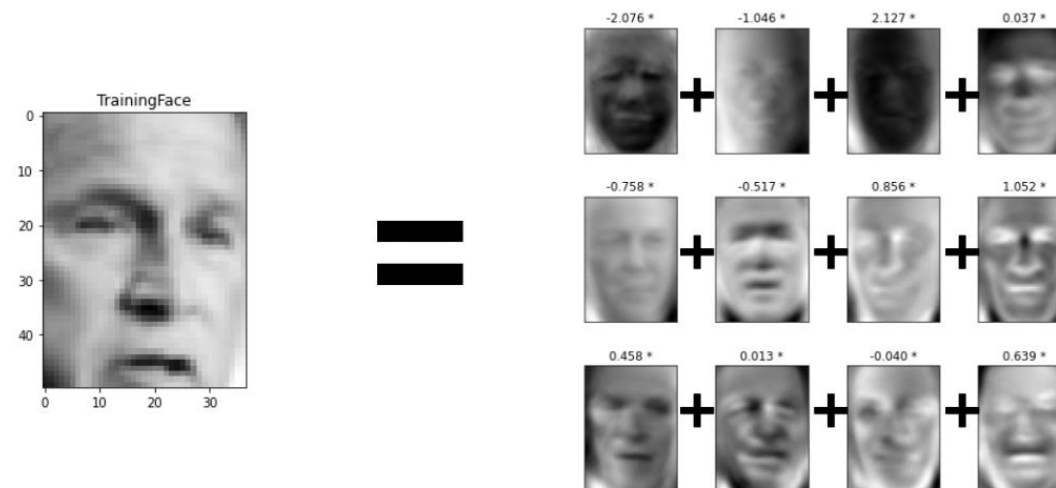 -2.076 * -1.046 * 2.127 * 0.037 *
+ + +
TrainingFace
0
10
20
30
40
0 10 20 30
=
-0.758 * -0.517 * 0.856 * 1.052 *
+ + +
0.458 * 0.013 * -0.040 * 0.639 *
+ + +